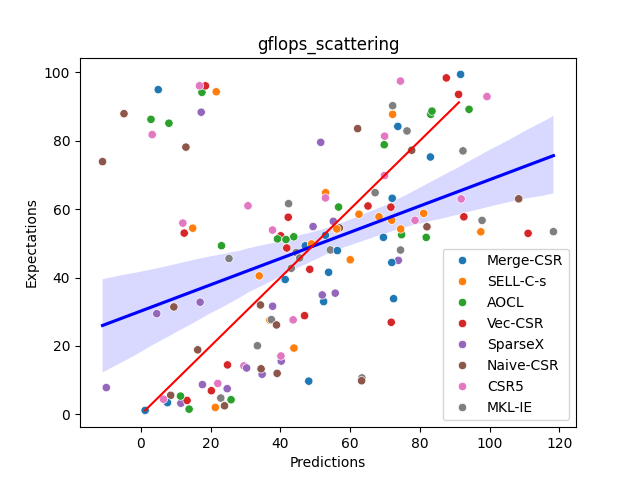 gflops_scattering
100
80
60
40
20
0
Expectations
Merge-CSR
SELL-C-s
AOCL
Vec-CSR
SparseX
Naive-CSR
CSR5
MKL-IE
0 20 40 60 80 100 120
Predictions